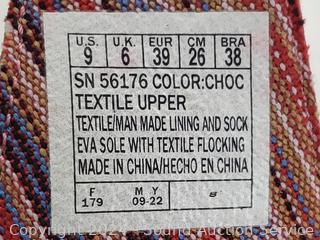 U.S. U.K. EUR CM BRA
9 6 39 26 38
SN 56176 COLOR:CHOC
TEXTILE UPPER
TEXTILE/MAN MADE LINING AND SOCK
EVA SOLE WITH TEXTILE FLOCKING
MADE IN CHINA/HECHO EN CHINA
F M Y
179 09-22
Copyright 2024 Sound Auction Service